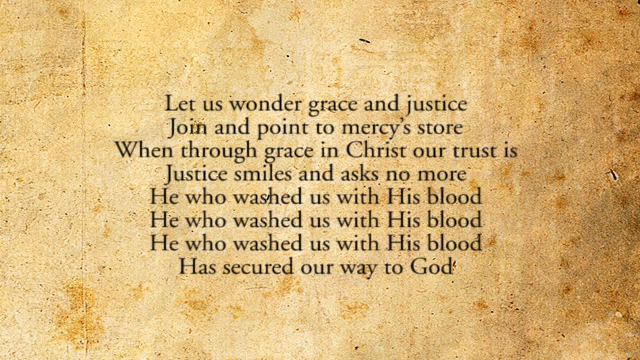 Let us wonder grace and justice
Join and point to mercy's store
When through grace in Christ our trust is
Justice smiles and asks no more
He who washed us with His blood
He who washed us with His blood
He who washed us with His blood
Has secured our way to God